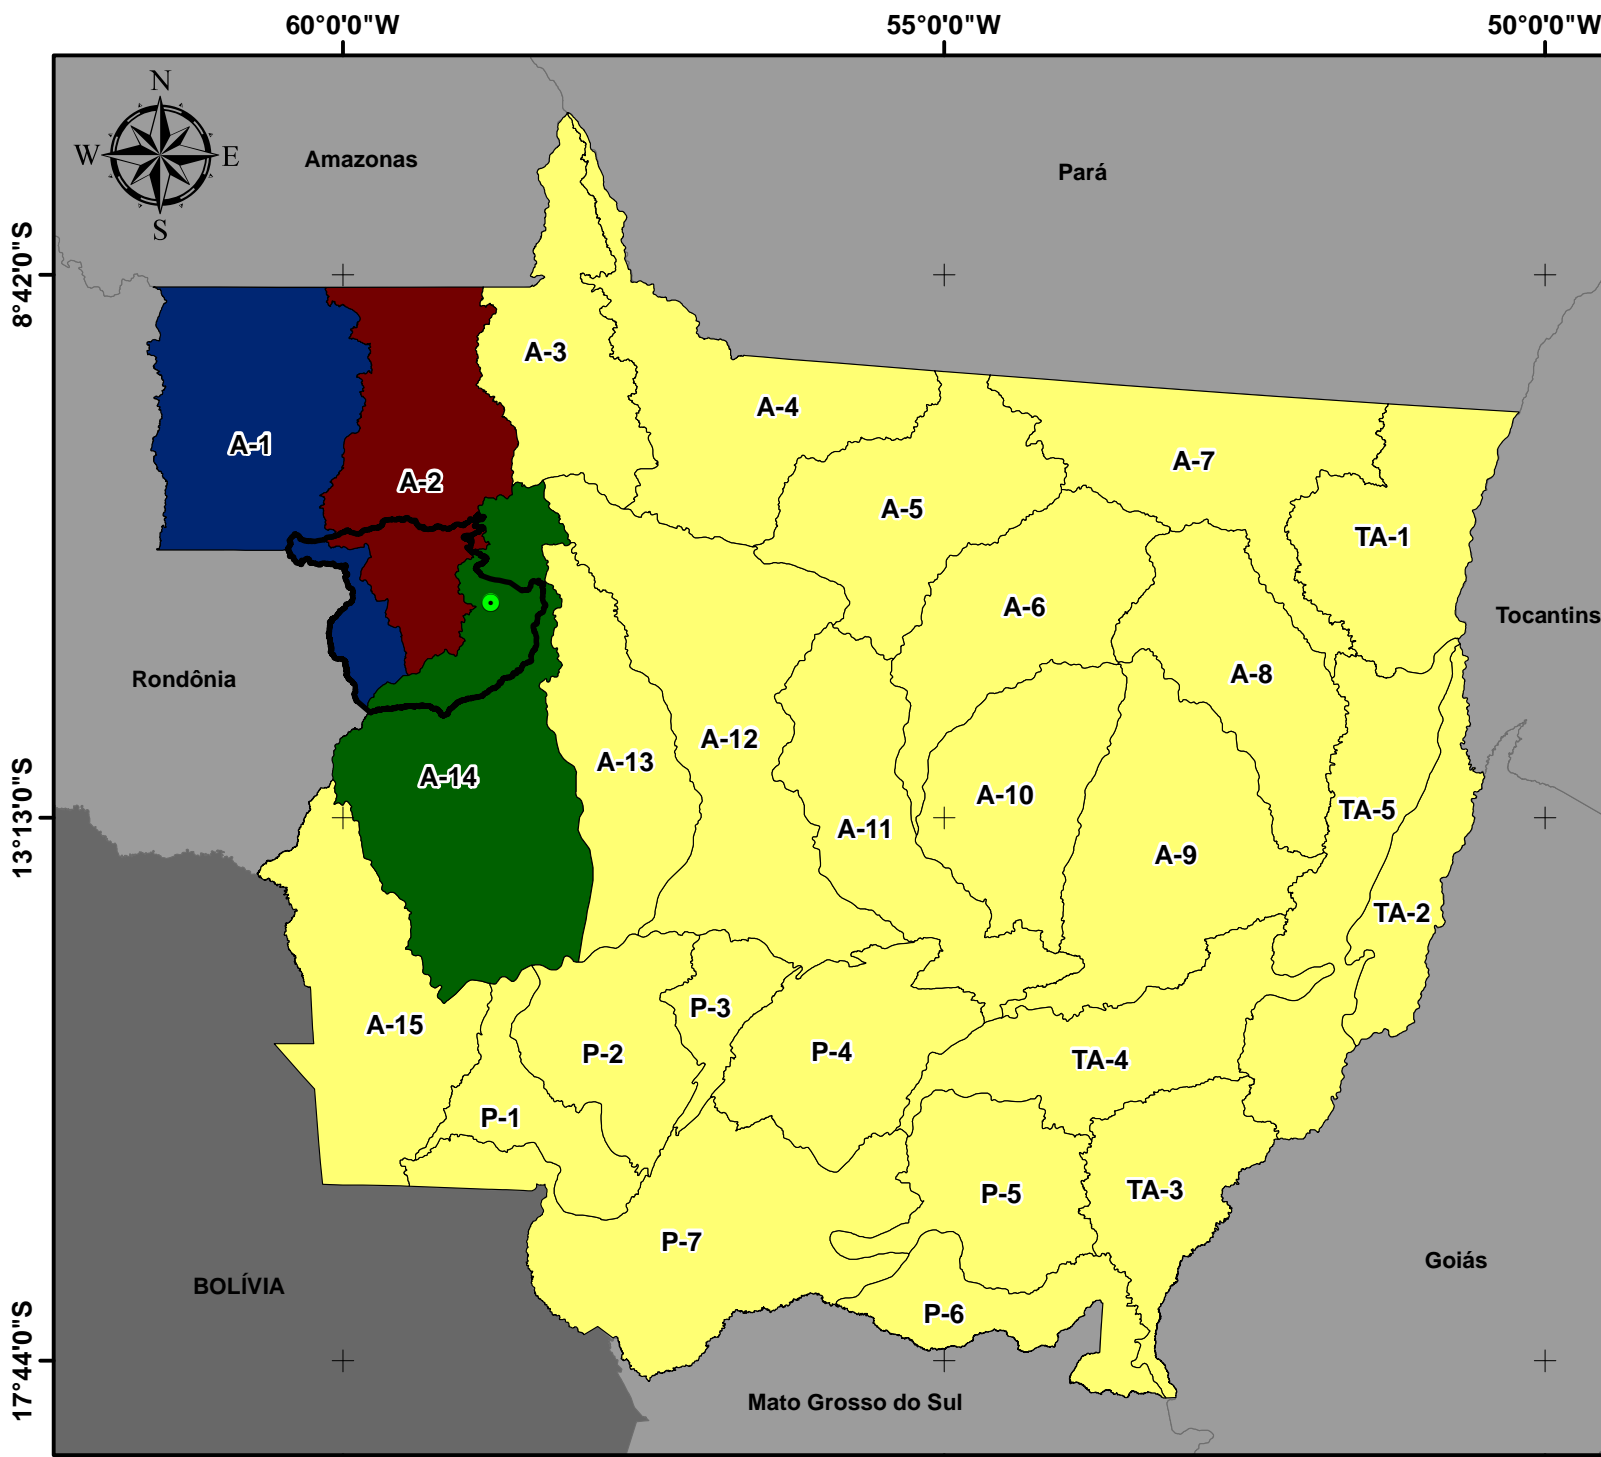 60°0'0"W
55°0'0"W
50°0'0"W
N
W
E
S
Amazonas
Pará
8°42'0"S
A-3
A-4
A-1
A-7
A-2
A-5
TA-1
A-6
Tocantins
Rondônia
A-8
A-12
A-13
A-14
A-10
TA-5
13°13'0"S
A-11
A-9
TA-2
P-3
A-15
P-2
P-4
TA-4
P-1
P-5
TA-3
P-7
Goiás
BOLÍVIA
P-6
17°44'0"S
Mato Grosso do Sul